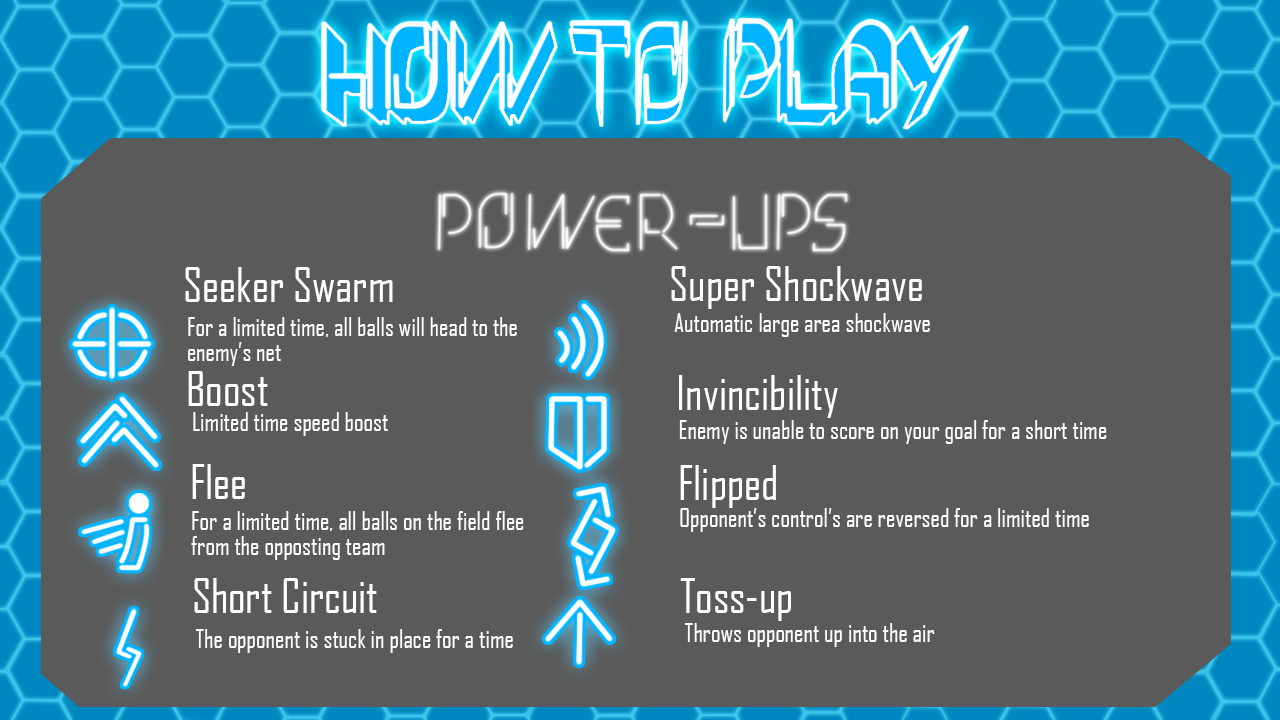 HOW TO PLAY
POWER-UPS
Seeker Swarm
For a limited time, all balls will head to the
enemy's net
Boost
Limited time speed boost
Flee
For a limited time, all balls on the field flee
from the opposting team
Short Circuit
The opponent is stuck in place for a time
Super Shockwave
Automatic large area shockwave
Invincibility
Enemy is unable to score on your goal for a short time
Flipped
Opponent's control's are reversed for a limited time
Toss-up
Throws opponent up into the air